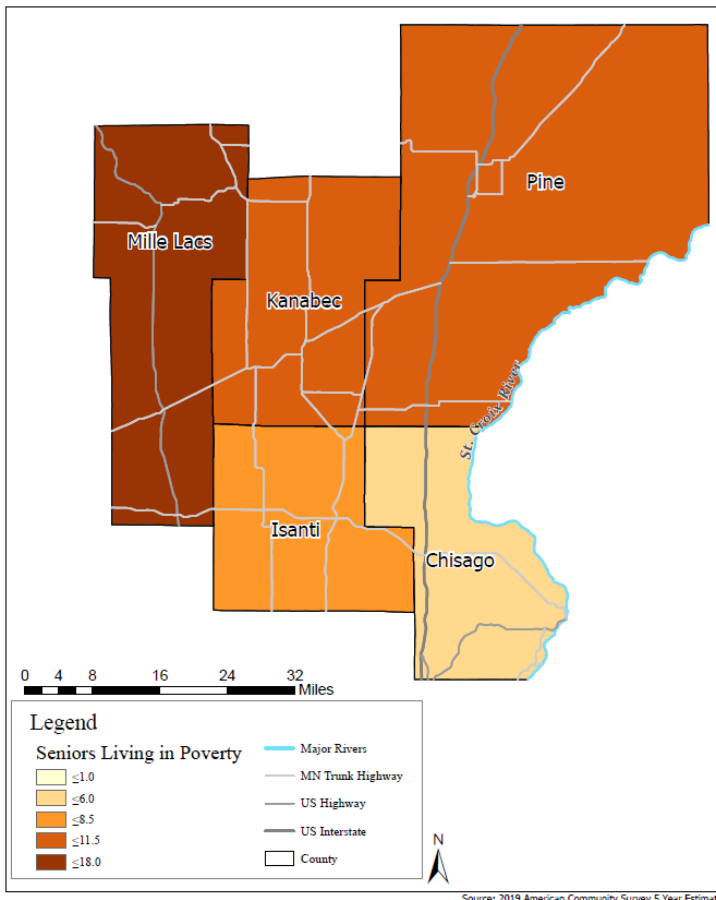 Pine
Mille Lacs
Kanabec
St. Croix River
Isanti
Chisago
0 4 8 16 24 32
Miles
Legend
Seniors Living in Poverty
≤1.0
≤6.0
≤8.5
≤11.5
≤18.0
Major Rivers
MN Trunk Highway
US Highway
US Interstate
County
N
Source: 2019 American Community Survey 5 Year Estimat